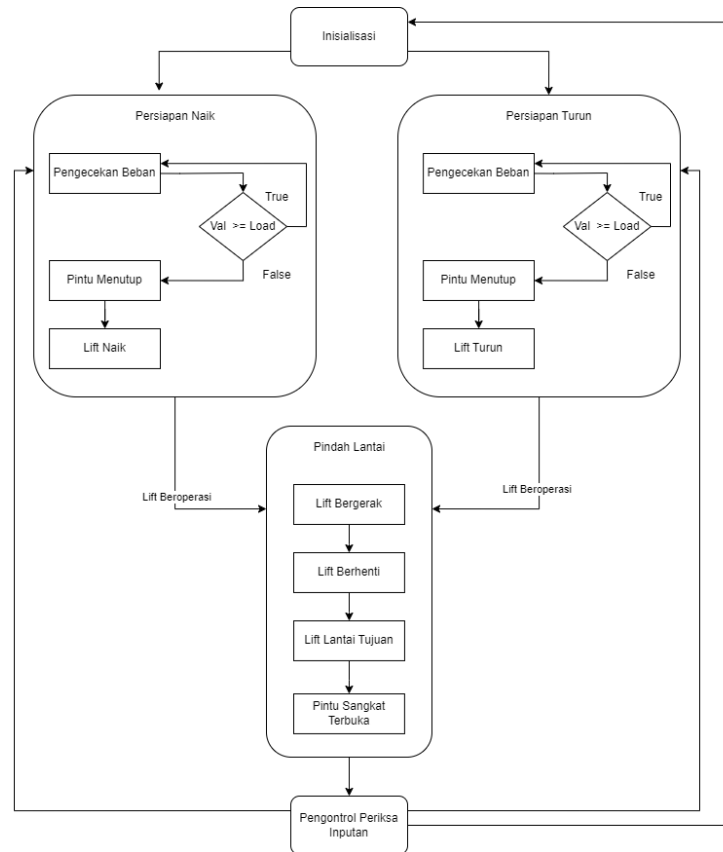 Inisialisasi
Persiapan Naik
Pengecekan Beban
True
Val >= Load
False
Pintu Menutup
Lift Naik
Persiapan Turun
Pengecekan Beban
True
Val >= Load
False
Pintu Menutup
Lift Turun
Lift Beroperasi
Lift Beroperasi
Pindah Lantai
Lift Bergerak
Lift Berhenti
Lift Lantai Tujuan
Pintu Sangkat
Terbuka
Pengontrol Periksa
Inputan